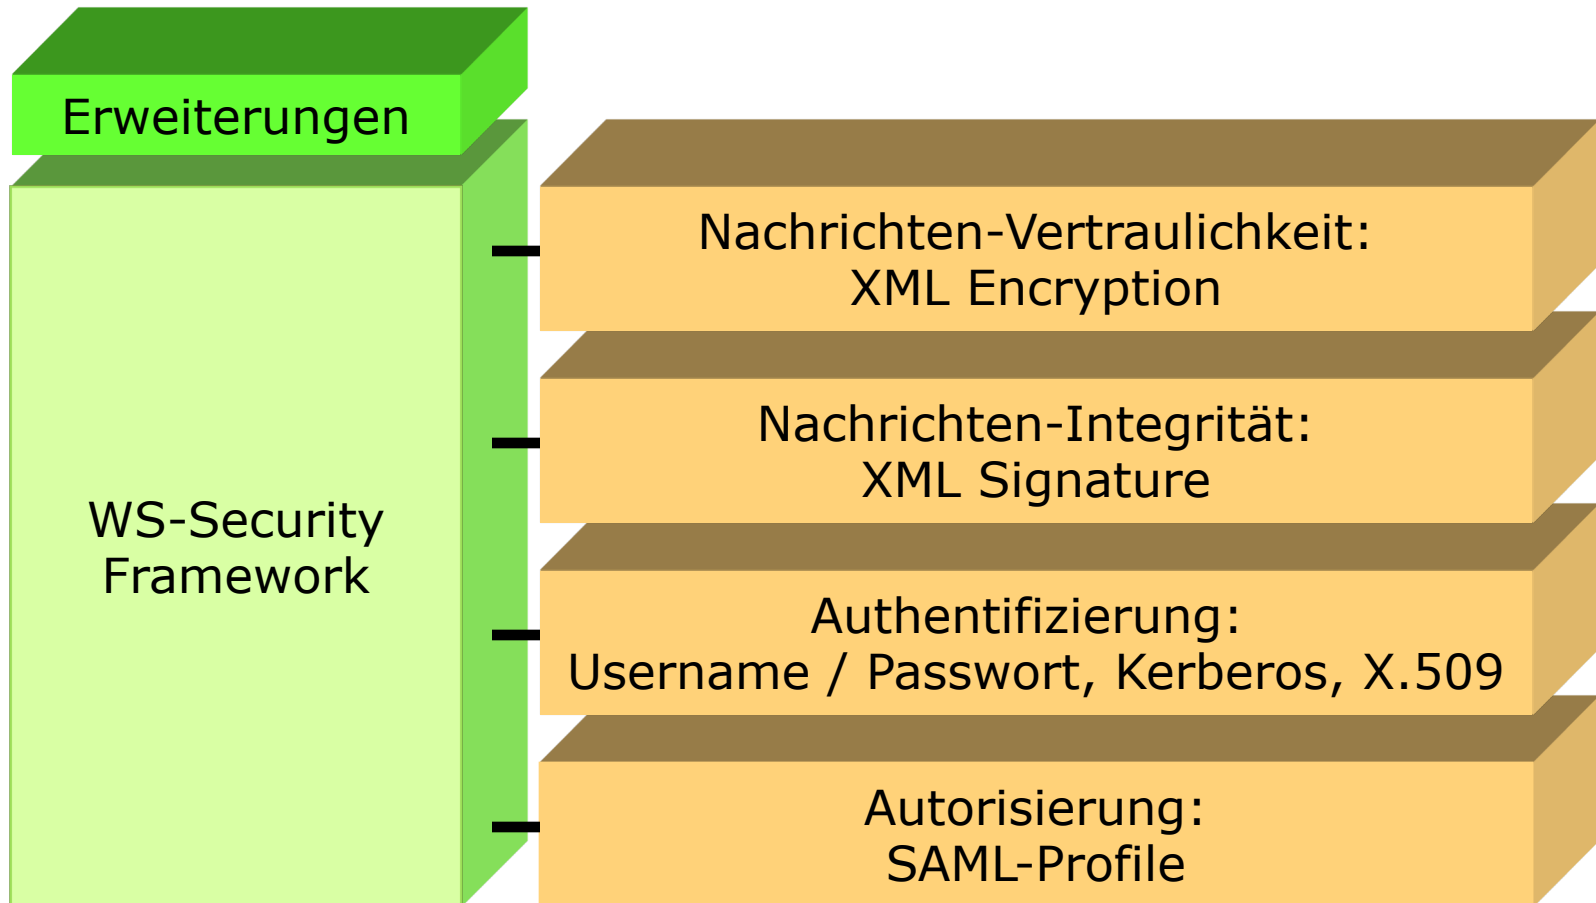 Erweiterungen
WS-Security
Framework
Nachrichten-Vertraulichkeit:
XML Encryption
Nachrichten-Integrität:
XML Signature
Authentifizierung:
Username / Passwort, Kerberos, X.509
Autorisierung:
SAML-Profile